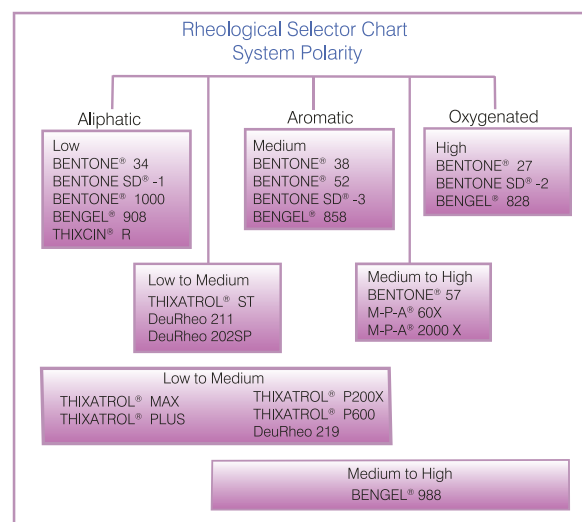 Rheological Selector Chart
System Polarity
Aliphatic
Aromatic
Oxygenated
Low
BENTONE® 34
BENTONE SD® -1
BENTONE® 1000
BENGEL® 908
THIXCIN® R
Medium
BENTONE® 38
BENTONE® 52
BENTONE SD® -3
BENGEL® 858
High
BENTONE® 27
BENTONE SD® -2
BENGEL® 828
Low to Medium
THIXATROL® ST
DeuRheo 211
DeuRheo 202SP
Medium to High
BENTONE® 57
M-P-A® 60X
M-P-A® 2000 X
Low to Medium
THIXATROL® MAX
THIXATROL® PLUS
THIXATROL® P200X
THIXATROL® P600
DeuRheo 219
Medium to High
BENGEL® 988